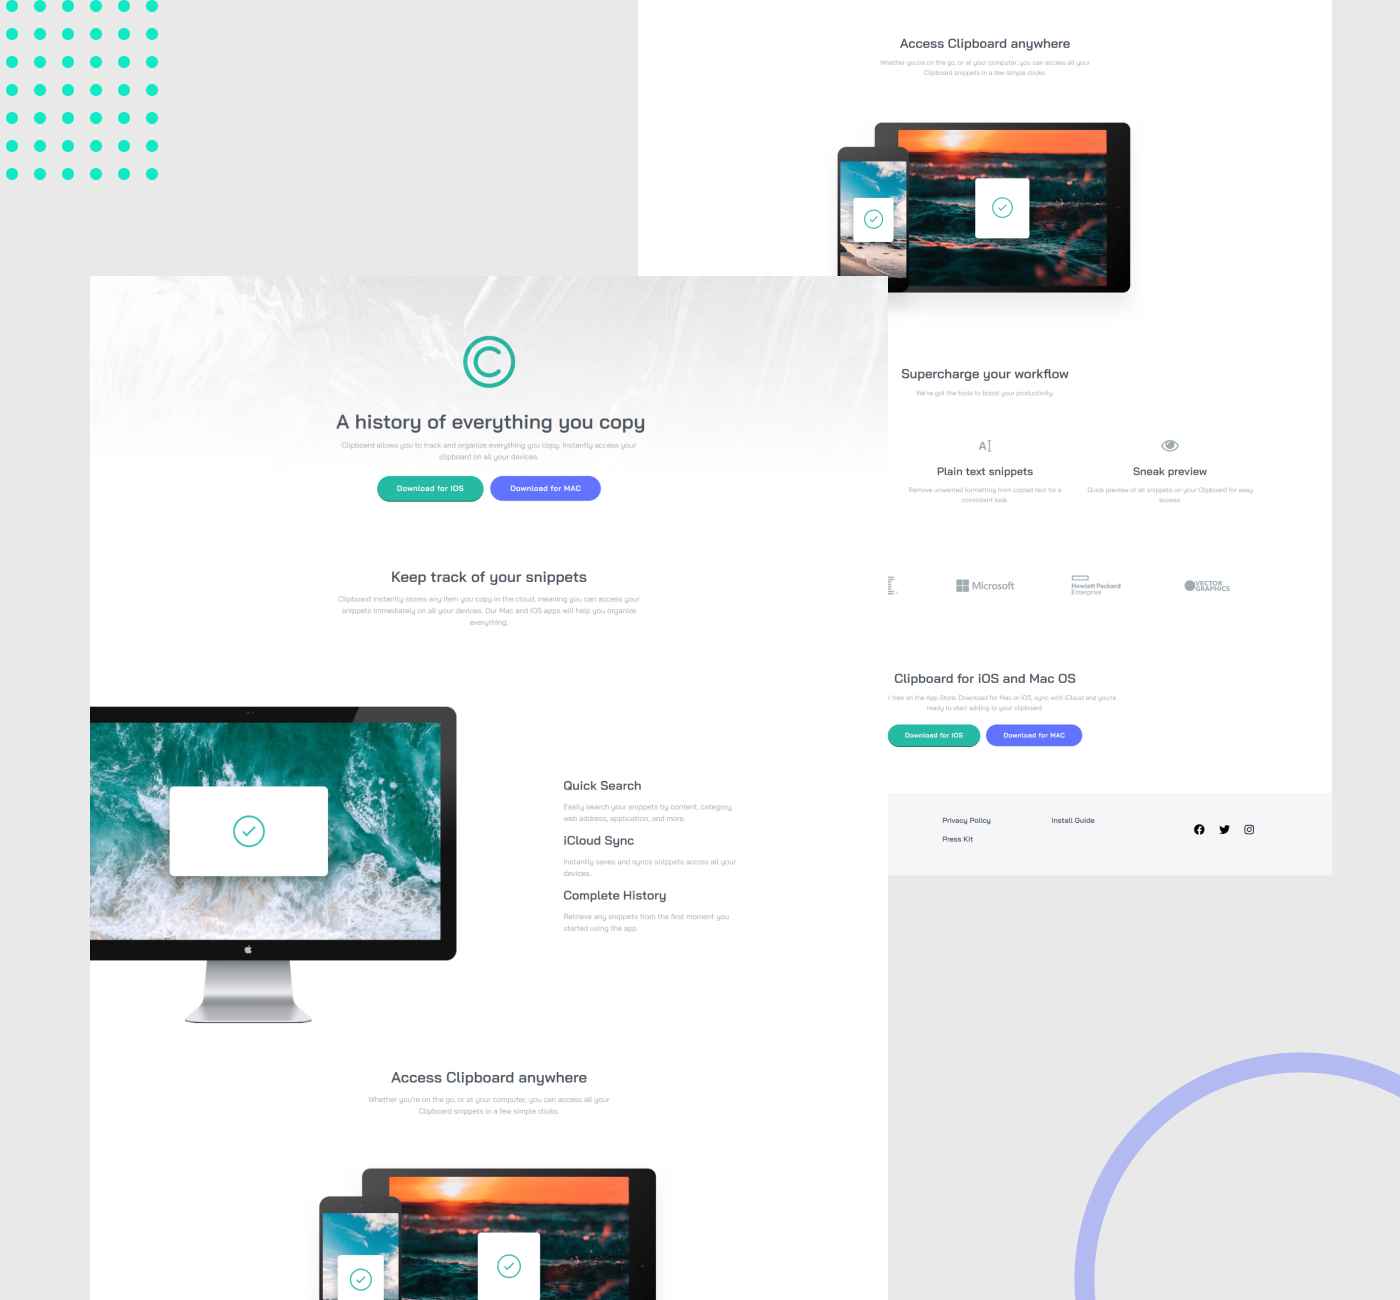 Access Clipboard anywhere
Whether you're on the go, or at your computer, you can access all your
Clipboard snippets in a few simple clicks.
A history of everything you copy
Clipboard allows you to track and organize everything you copy. Instantly access your
clipboard on all your devices.
Download for iOS
Download for MAC
Keep track of your snippets
Clipboard instantly stores any item you copy in the cloud, meaning you can access your
snippets immediately on all your devices. Our Mac and iOS apps will help you organize
everything.
Quick Search
Easily search your snippets by content, category,
web address, application, and more.
iCloud Sync
Instantly saves and syncs snippets across all your
devices.
Complete History
Retrieve any snippets from the first moment you
started using the app.
Access Clipboard anywhere
Whether you're on the go, or at your computer, you can access all your
Clipboard snippets in a few simple clicks.
Supercharge your workflow
We've got the tools to boost your productivity.
A
Plain text snippets
Remove unwanted formatting from copied text for a
consistent look.
Sneak preview
Quick preview of all snippets on your Clipboard for easy
access.
Microsoft
Hewlett Packard
Enterprise
VECTOR
GRAPHICS
Clipboard for iOS and Mac OS
free on the App Store. Download for Mac or iOS, sync with iCloud and you're
ready to start adding to your clipboard.
Download for iOS
Download for MAC
Privacy Policy
Install Guide
Press Kit